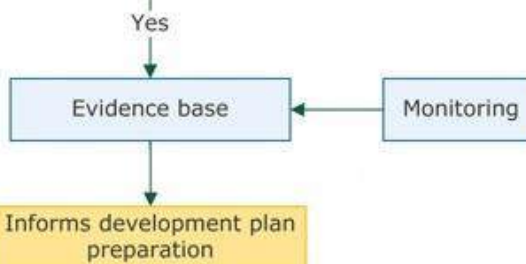 Yes
Evidence base
Monitoring
Informs development plan
preparation